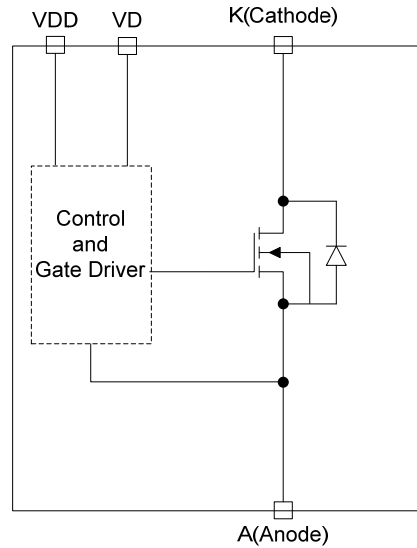 VDD
VD
K(Cathode)
Control
and
Gate Driver
A(Anode)